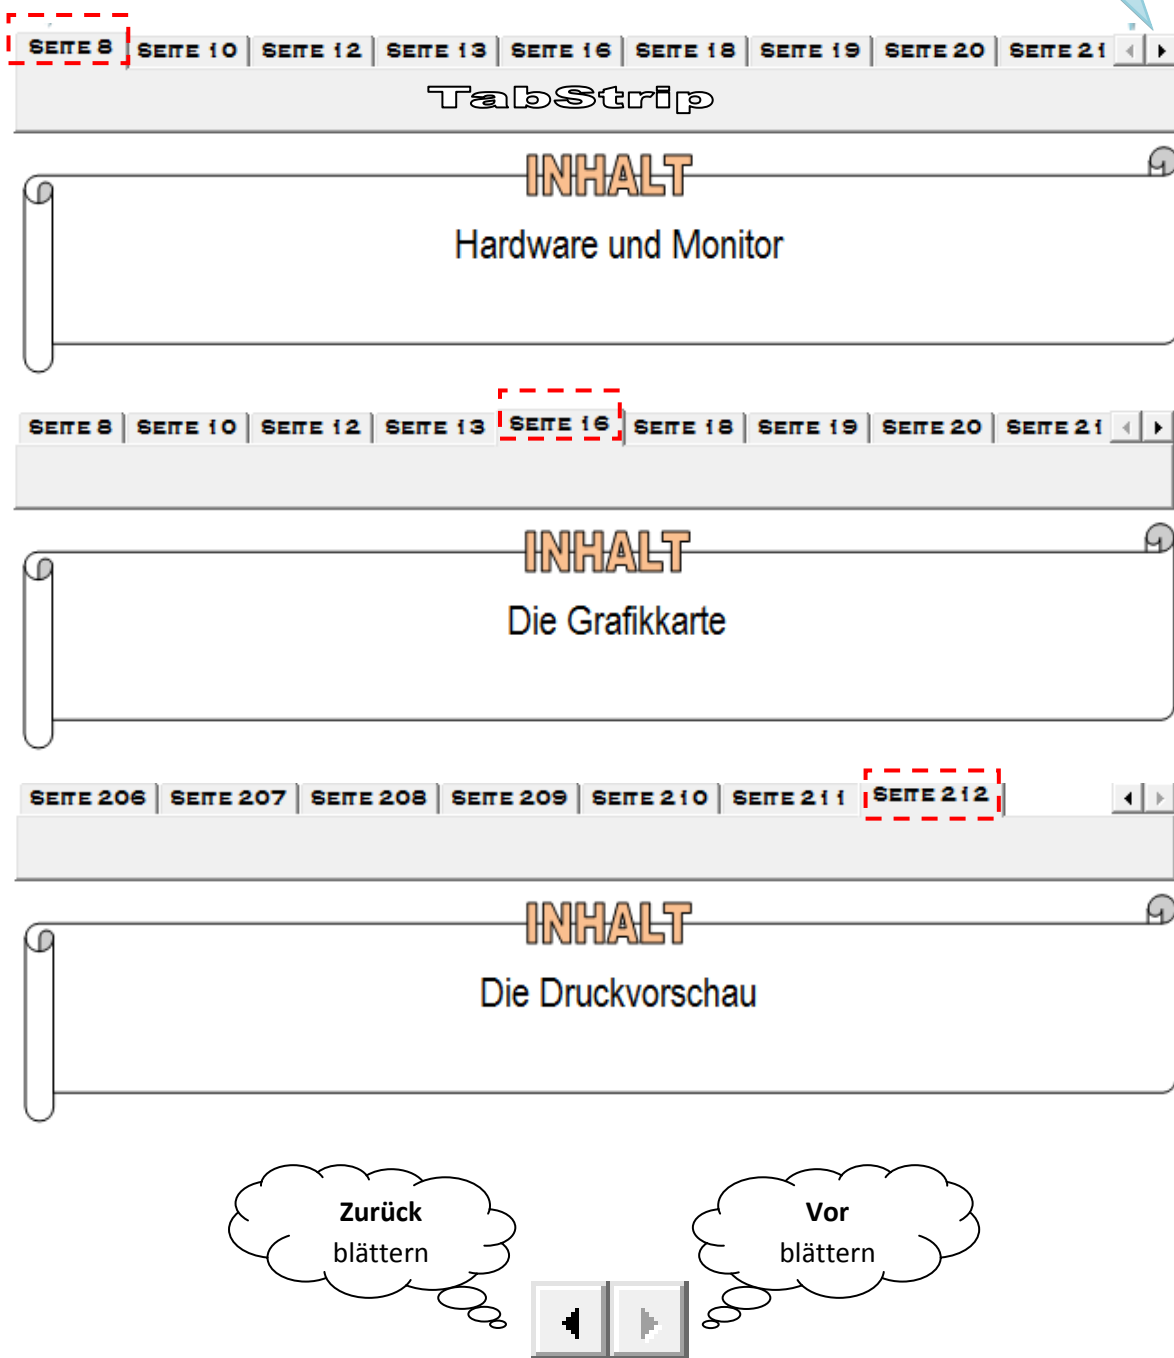 SEITE 8 SEITE 10 SEITE 12 SEITE 13 SEITE 16 SEITE 18 SEITE 19 SEITE 20 SEITE 21
TabStrip
INHALT
Hardware und Monitor
SEITE 8 SEITE 10 SEITE 12 SEITE 13 SEITE 16 SEITE 18 SEITE 19 SEITE 20 SEITE 21
INHALT
Die Grafikkarte
SEITE 206 SEITE 207 SEITE 208 SEITE 209 SEITE 210 SEITE 211 SEITE 212
INHALT
Die Druckvorschau
Zurück
blättern
Vor
blättern